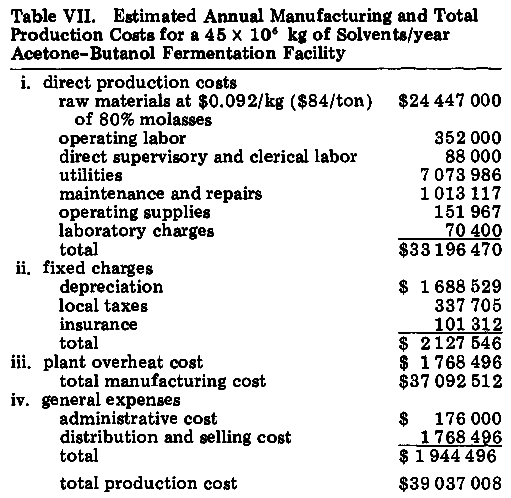 Table VII. Estimated Annual Manufacturing and Total
Production Costs for a 45 × 10⁶ kg of Solvents/year
Acetone-Butanol Fermentation Facility
i. direct production costs
raw materials at $0.092/kg ($84/ton) $24 447 000
of 80% molasses
operating labor 352 000
direct supervisory and clerical labor 88 000
utilities 7 073 986
maintenance and repairs 1 013 117
operating supplies 151 967
laboratory charges 70 400
total $33 196 470
ii. fixed charges
depreciation $ 1 688 529
local taxes 337 705
insurance 101 312
total $ 2 127 546
iii. plant overheat cost $ 1 768 496
total manufacturing cost $37 092 512
iv. general expenses
administrative cost $ 176 000
distribution and selling cost 1 768 496
total $ 1 944 496
total production cost $39 037 008